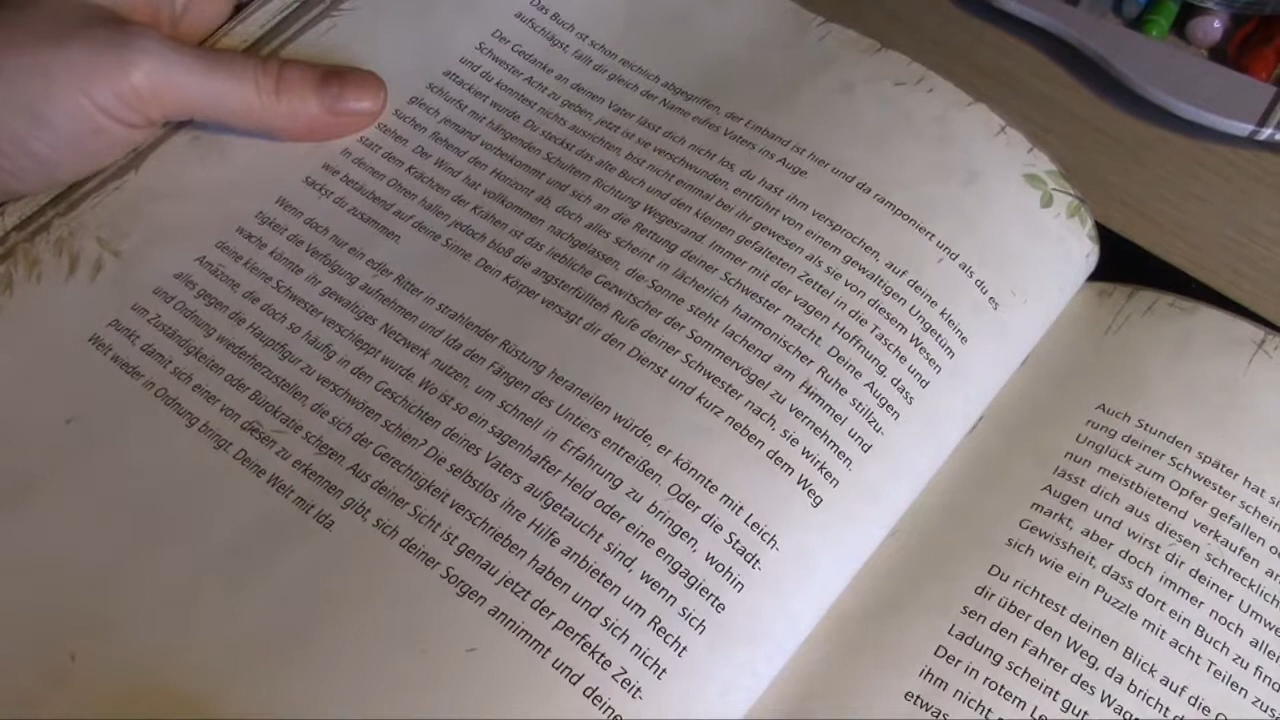 Das Buch ist schon reichlich abgegriffen, der Einband ist hier und da ramponiert und als du es
aufschlägst, fällt dir gleich der Name eures Vaters ins Auge.
Der Gedanke an deinen Vater lässt dich nicht los, du hast ihm versprochen, auf deine kleine
Schwester Acht zu geben, jetzt ist sie verschwunden, entführt von einem gewaltigen Ungetüm
und du konntest nichts ausrichten, bist nicht einmal bei ihr gewesen als sie von diesem Wesen
attackiert wurde. Du steckst das alte Buch und den kleinen gefalteten Zettel in die Tasche und
schlurfst mit hängenden Schultern Richtung Wegesrand. Immer mit der vagen Hoffnung, dass
gleich jemand vorbeikommt und sich an die Rettung deiner Schwester macht. Deine Augen
suchen flehend den Horizont ab, doch alles scheint in lächerlich harmonischer Ruhe stillzu-
stehen. Der Wind hat vollkommen nachgelassen, die Sonne steht lachend am Himmel und
statt dem Krächzen der Krähen ist das liebliche Gezwitscher der Sommervögel zu vernehmen.
In deinen Ohren hallen jedoch bloß die angsterfüllten Rufe deiner Schwester nach, sie wirken
wie betäubend auf deine Sinne. Dein Körper versagt dir den Dienst und kurz neben dem Weg
sackst du zusammen.
Wenn doch nur ein edler Ritter in strahlender Rüstung heraneilen würde, er könnte mit Leich-
tigkeit die Verfolgung aufnehmen und Ida den Fängen des Untiers entreißen. Oder die Stadt-
wache könnte ihr gewaltiges Netzwerk nutzen, um schnell in Erfahrung zu bringen, wohin
deine kleine Schwester verschleppt wurde. Wo ist so ein sagenhafter Held oder eine engagierte
Amazone, die doch so häufig in den Geschichten deines Vaters aufgetaucht sind, wenn sich
alles gegen die Hauptfigur zu verschwören schien? Die selbstlos ihre Hilfe anbieten um Recht
und Ordnung wiederherzustellen, die sich der Gerechtigkeit verschrieben haben und sich nicht
um Zuständigkeiten oder Bürokratie scheren. Aus deiner Sicht ist genau jetzt der perfekte Zeit-
punkt, damit sich einer von diesen zu erkennen gibt, sich deiner Sorgen annimmt und deine
Welt wieder in Ordnung bringt. Deine Welt mit Ida.
Auch Stunden später hat
rung deiner Schwester
Unglück zum Opfer gefallen
nun meistbietend verkaufen
lässt dich aus diesen
Augen und wirst dir deiner
markt, aber doch immer noch
Gewissheit, dass dort ein Buch zu
sich wie ein Puzzle mit acht Teilen
Du richtest deinen Blick auf die
dir über den Weg, da bricht
sen den Fahrer des
Ladung scheint gut
Der in rotem
ihm nicht
etwas